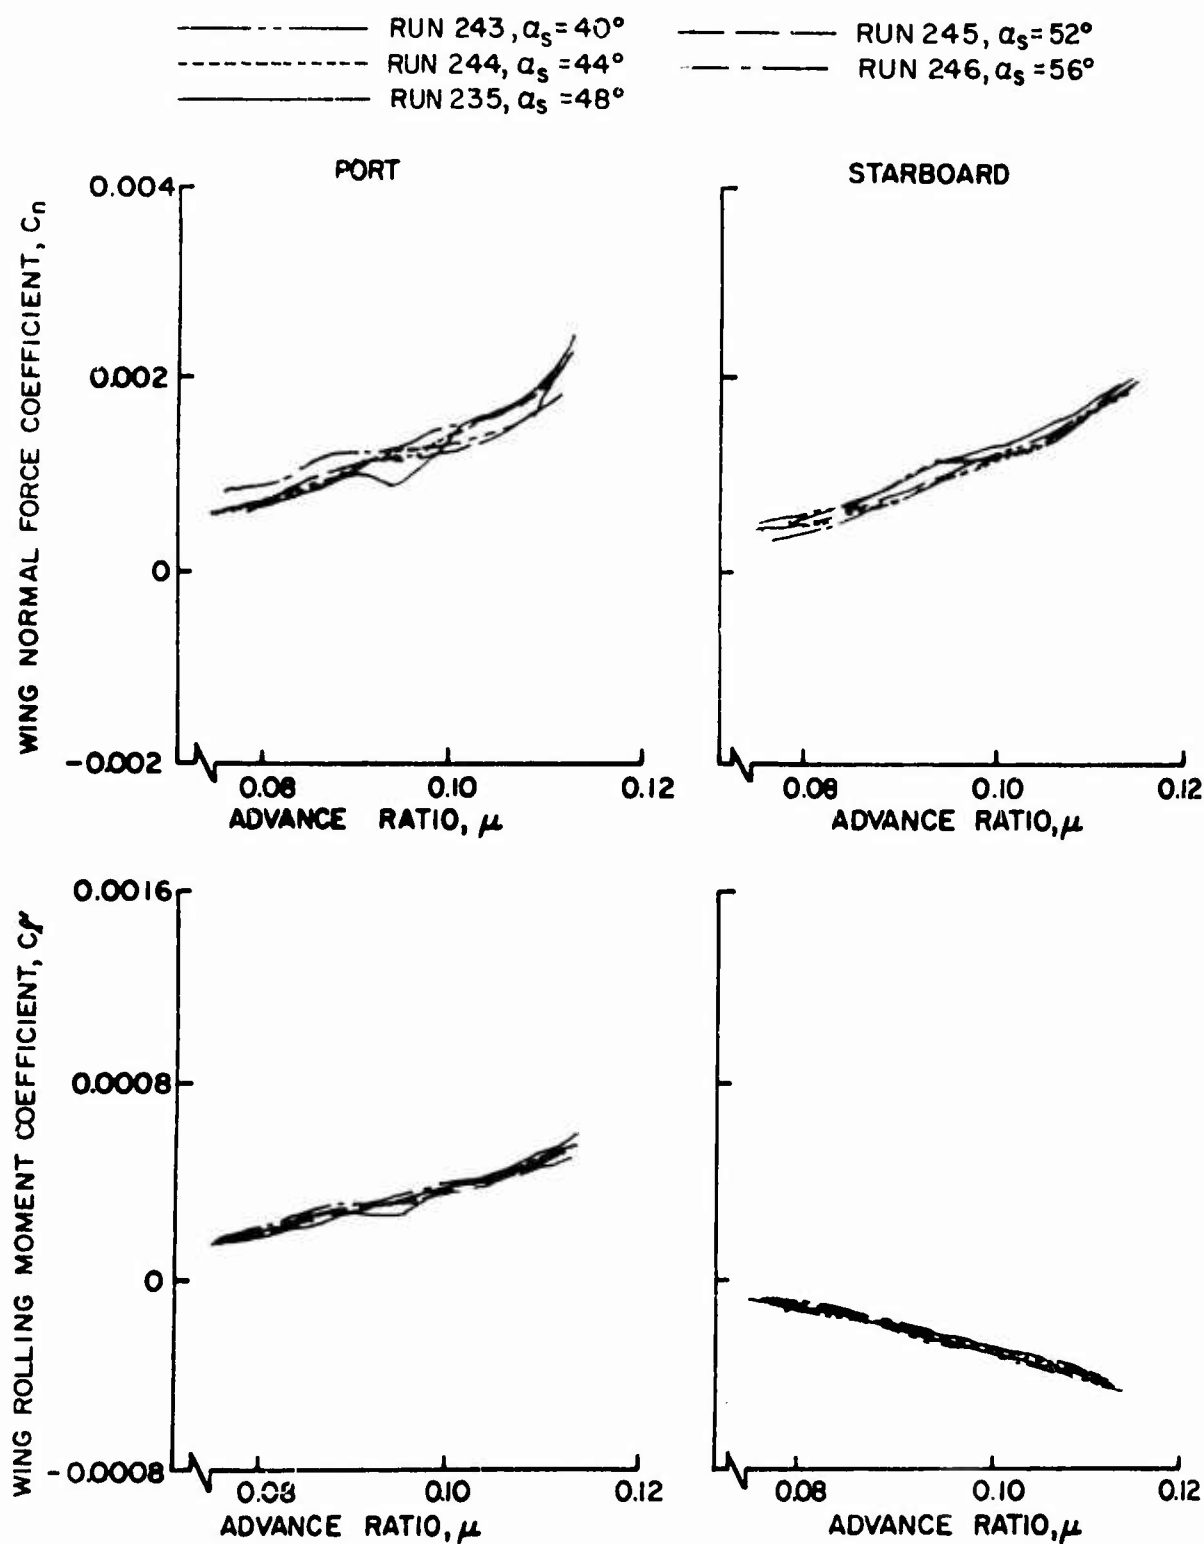 RUN 243, αs=40°
RUN 244, αs=44°
RUN 235, αs=48°
RUN 245, αs=52°
RUN 246, αs=56°
PORT
STARBOARD
WING NORMAL FORCE COEFFICIENT, Cn
0.004
0.002
0
-0.002
0.08 0.10 0.12
ADVANCE RATIO, μ
0.08 0.10 0.12
ADVANCE RATIO, μ
WING ROLLING MOMENT COEFFICIENT, Cℓ
0.0016
0.0008
0
-0.0008
0.08 0.10 0.12
ADVANCE RATIO, μ
0.08 0.10 0.12
ADVANCE RATIO, μ